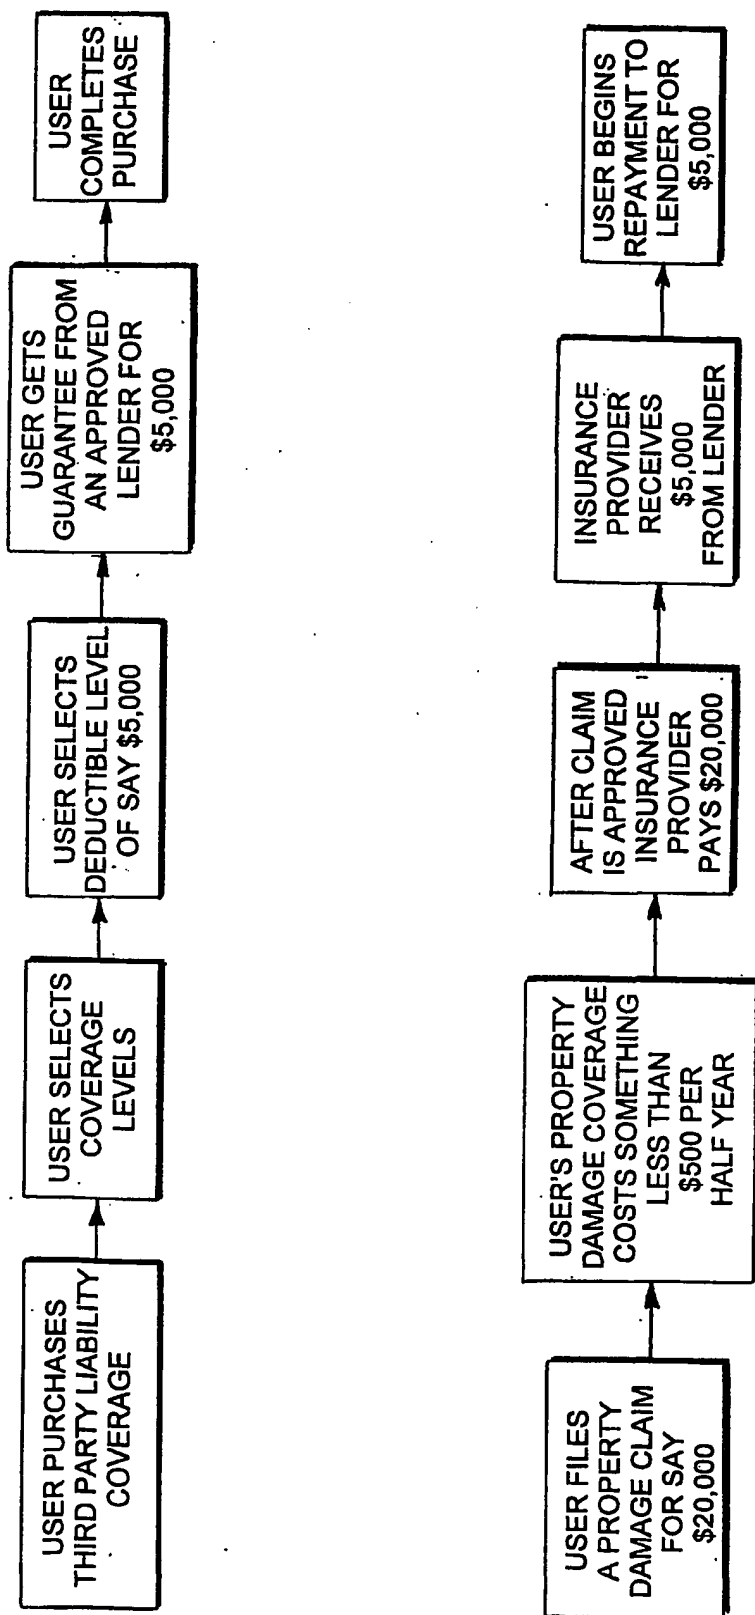 USER PURCHASES
THIRD PARTY LIABILITY
COVERAGE
USER SELECTS
COVERAGE
LEVELS
USER SELECTS
DEDUCTIBLE LEVEL
OF SAY $5,000
USER GETS
GUARANTEE FROM
AN APPROVED
LENDER FOR
$5,000
USER
COMPLETES
PURCHASE
USER FILES
A PROPERTY
DAMAGE CLAIM
FOR SAY
$20,000
USER'S PROPERTY
DAMAGE COVERAGE
COSTS SOMETHING
LESS THAN
$500 PER
HALF YEAR
AFTER CLAIM
IS APPROVED
INSURANCE
PROVIDER
PAYS $20,000
INSURANCE
PROVIDER
RECEIVES
$5,000
FROM LENDER
USER BEGINS
REPAYMENT TO
LENDER FOR
$5,000